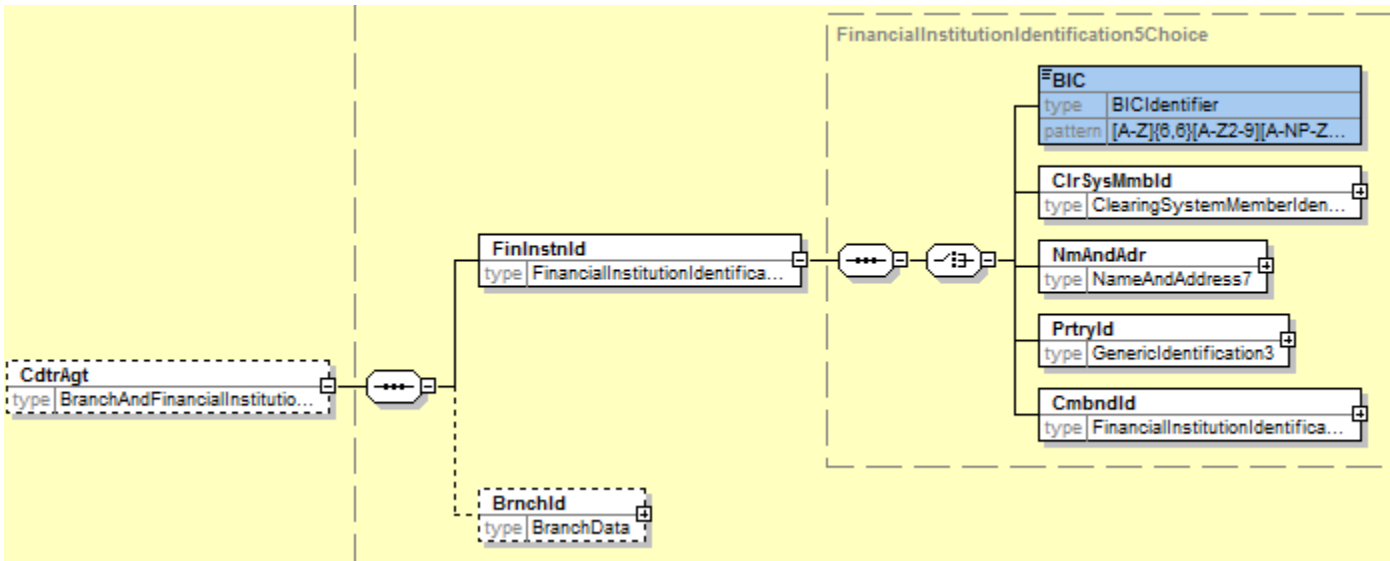 FinancialInstitutionIdentification5Choice
BIC
type BICIdentifier
pattern [A-Z]{6,6}[A-Z2-9][A-NP-Z...
ClrSysMmbId
type ClearingSystemMemberIden...
NmAndAdr
type NameAndAddress7
PrtryId
type GenericIdentification3
CmbndId
type FinancialInstitutionIdentifica...
FinInstnId
type FinancialInstitutionIdentifica...
CdtrAgt
type BranchAndFinancialInstitutio...
BrnchId
type BranchData